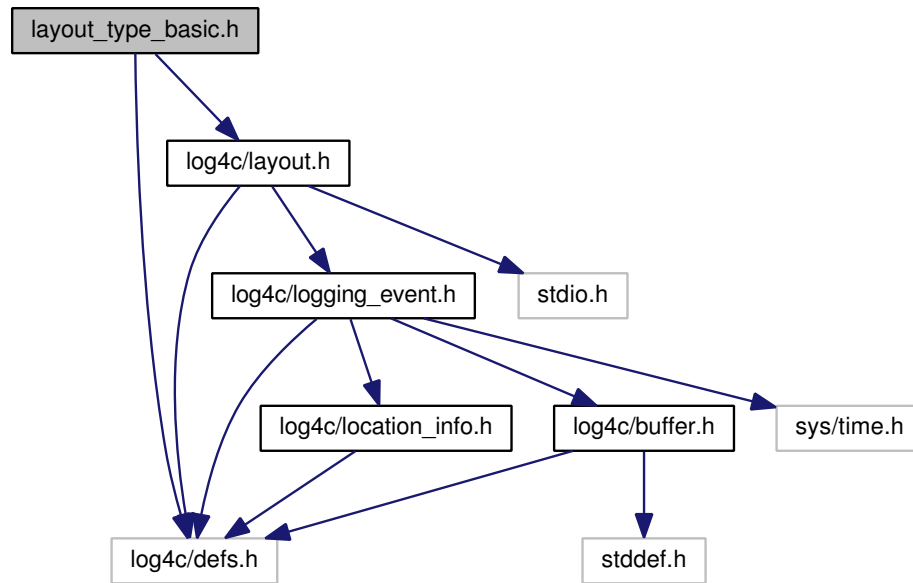 layout_type_basic.h
log4c/layout.h
log4c/logging_event.h
stdio.h
log4c/location_info.h
log4c/buffer.h
sys/time.h
log4c/defs.h
stddef.h